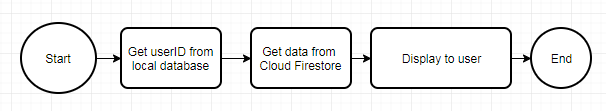 Start
Get userID from
local database
Get data from
Cloud Firestore
Display to user
End